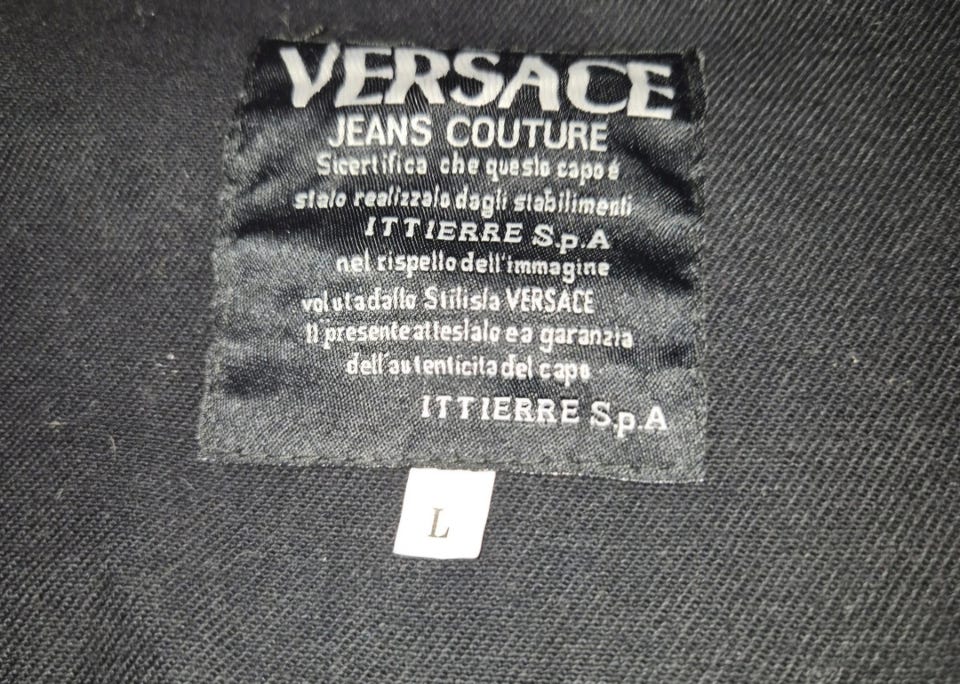 VERSACE
JEANS COUTURE
Sicertifica che questo capo è
stato realizzato dagli stabilimenti
ITTIERRE S.p.A
nel rispetto dell'immagine
voluta dallo Stilista VERSACE
Il presente attestato e a garanzia
dell'autenticita del capo
ITTIERRE S.p.A
L